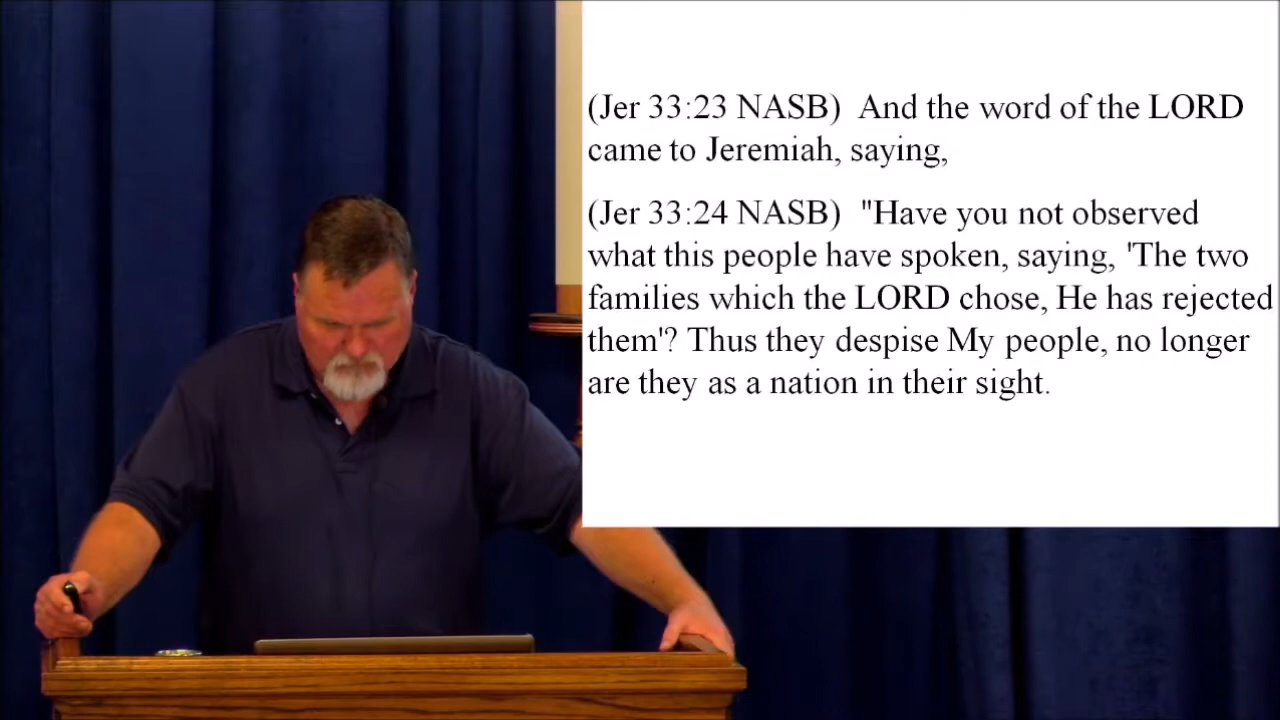 (Jer 33:23 NASB)  And the word of the LORD
came to Jeremiah, saying,
(Jer 33:24 NASB)  "Have you not observed
what this people have spoken, saying, 'The two
families which the LORD chose, He has rejected
them'? Thus they despise My people, no longer
are they as a nation in their sight.